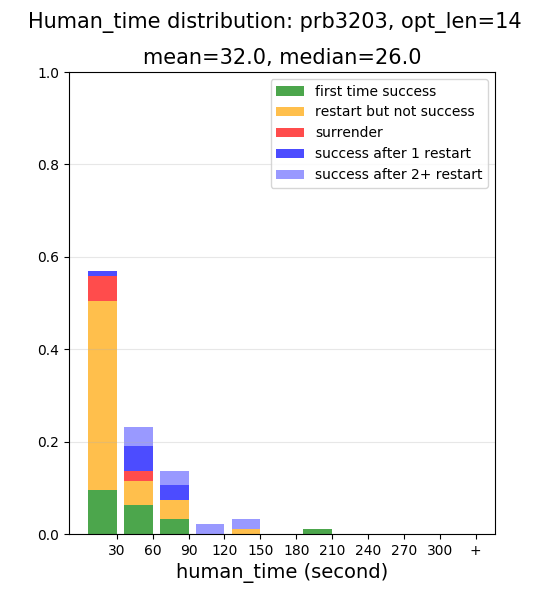 Human_time distribution: prb3203, opt_len=14
mean=32.0, median=26.0
1.0
0.8
0.6
0.4
0.2
0.0
first time success
restart but not success
surrender
success after 1 restart
success after 2+ restart
30 60 90 120 150 180 210 240 270 300 +
human_time (second)